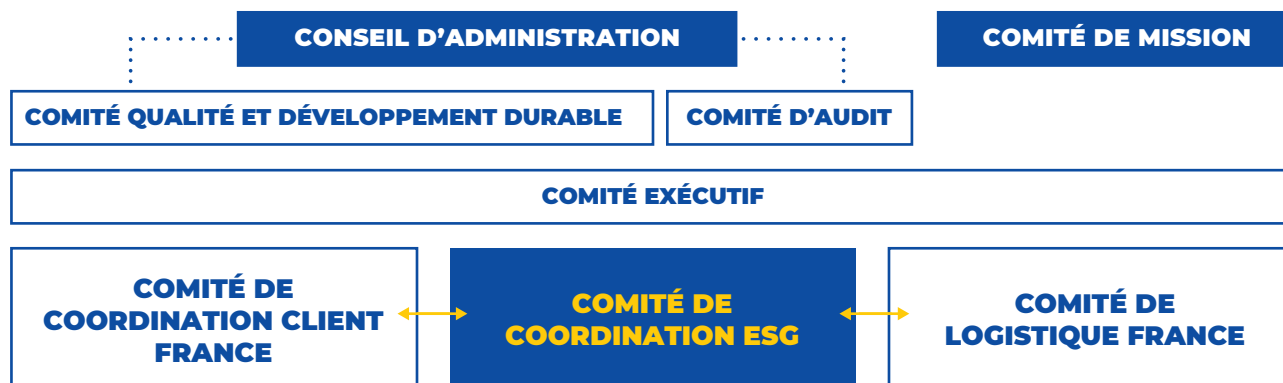 CONSEIL D’ADMINISTRATION
COMITÉ DE MISSION
COMITÉ QUALITÉ ET DÉVELOPPEMENT DURABLE
COMITÉ D’AUDIT
COMITÉ EXÉCUTIF
COMITÉ DE
COORDINATION CLIENT
FRANCE
COMITÉ DE
COORDINATION ESG
COMITÉ DE
LOGISTIQUE FRANCE